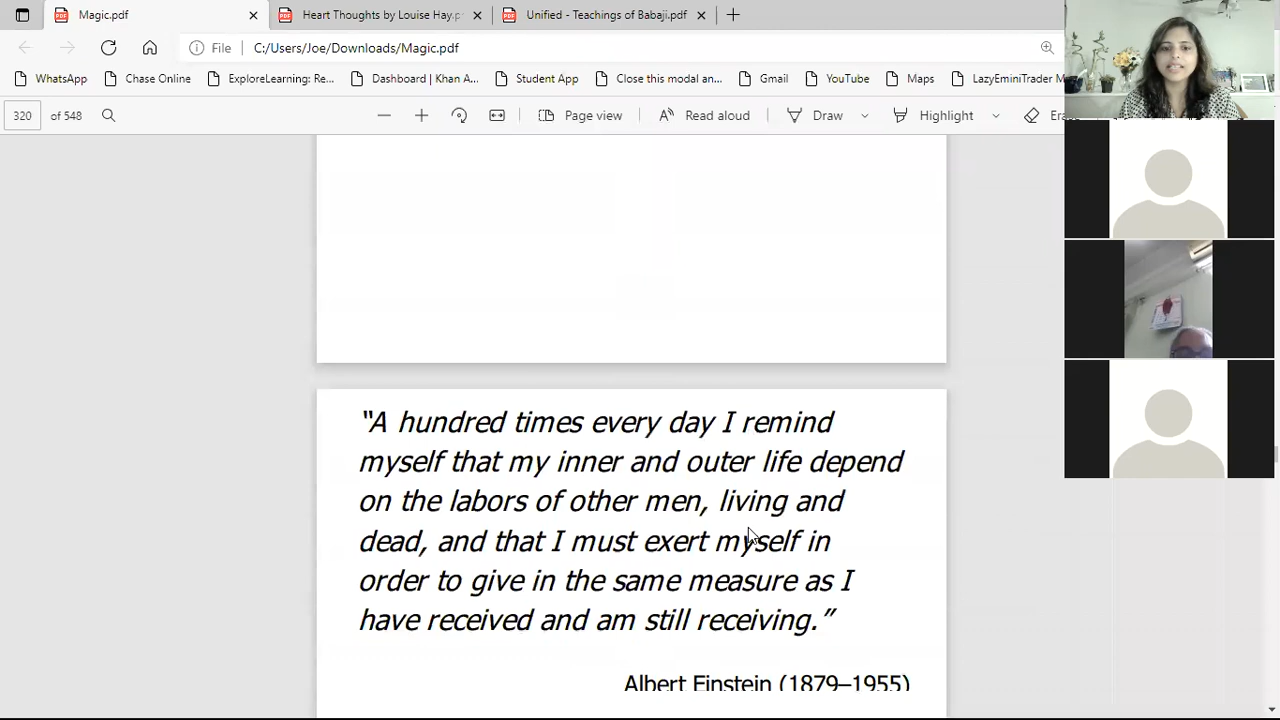 Magic.pdf
Heart Thoughts by Louise Hay.p
Unified - Teachings of Babaji.pdf
File
C:/Users/Joe/Downloads/Magic.pdf
WhatsApp
Chase Online
ExploreLearning: Re...
Dashboard | Khan A...
Student App
Close this modal an...
Gmail
YouTube
Maps
LazyEminiTrader M
320 of 548
Page view
Read aloud
Draw
Highlight
“A hundred times every day I remind
myself that my inner and outer life depend
on the labors of other men, living and
dead, and that I must exert myself in
order to give in the same measure as I
have received and am still receiving.”
Albert Einstein (1879–1955)